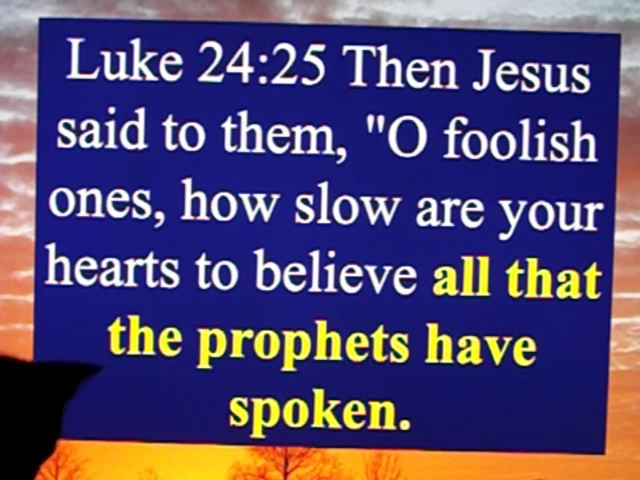 Luke 24:25 Then Jesus
said to them, "O foolish
ones, how slow are your
hearts to believe all that
the prophets have
spoken.